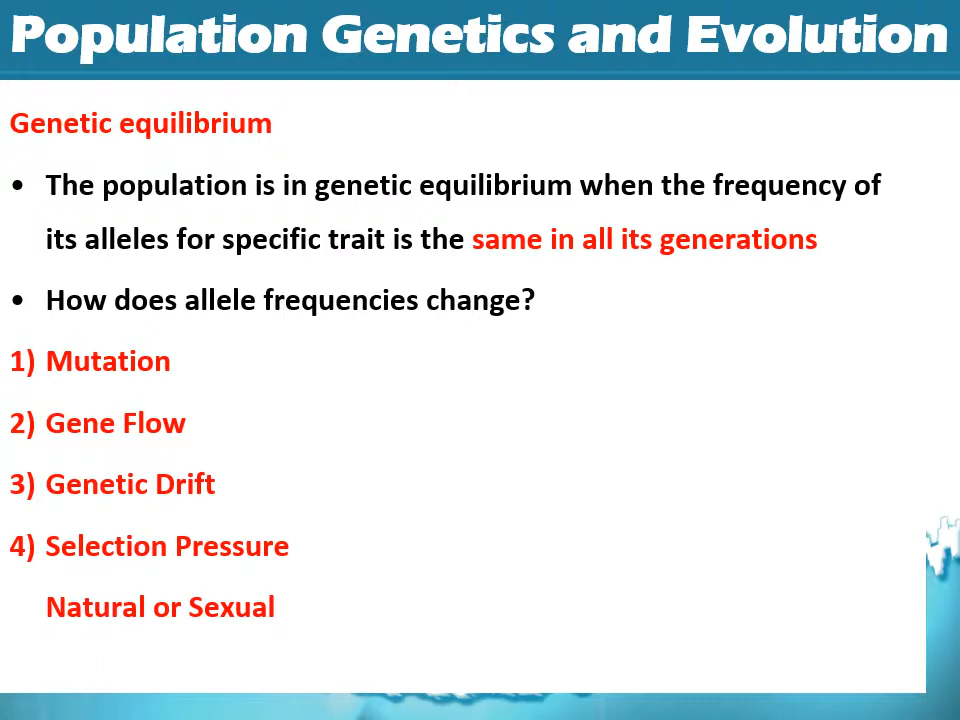 Population Genetics and Evolution
Genetic equilibrium
• The population is in genetic equilibrium when the frequency of
its alleles for specific trait is the same in all its generations
• How does allele frequencies change?
1) Mutation
2) Gene Flow
3) Genetic Drift
4) Selection Pressure
Natural or Sexual